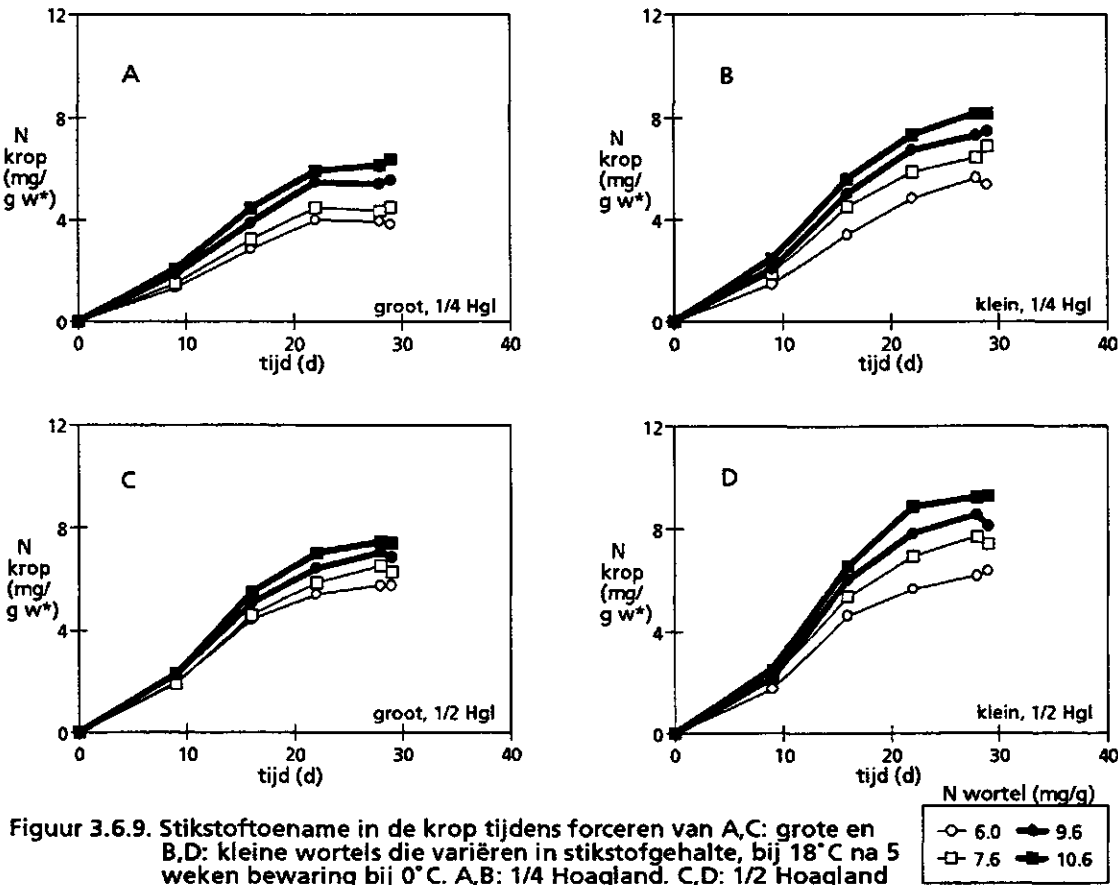 12
A
8
N
krop
(mg/
g w*)
4
0
groot, 1/4 Hgl
0 10 20 30 40
tijd (d)
12
B
8
N
krop
(mg/
g w*)
4
0
klein, 1/4 Hgl
0 10 20 30 40
tijd (d)
12
C
8
N
krop
(mg/
g w*)
4
0
groot, 1/2 Hgl
0 10 20 30 40
tijd (d)
12
D
8
N
krop
(mg/
g w*)
4
0
klein, 1/2 Hgl
0 10 20 30 40
tijd (d)
N wortel (mg/g)
6.0 9.6
7.6 10.6
Figuur 3.6.9. Stikstoftoename in de krop tijdens forceren van A,C: grote en
B,D: kleine wortels die variëren in stikstofgehalte, bij 18°C na 5
weken bewaring bij 0°C. A,B: 1/4 Hoagland. C,D: 1/2 Hoagland